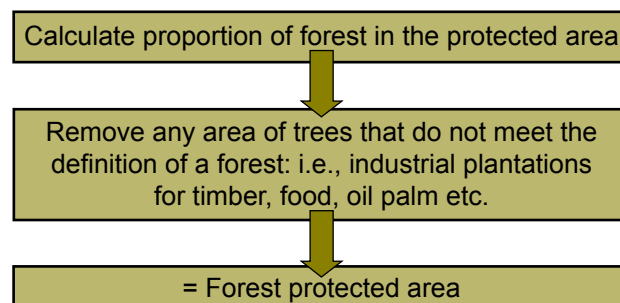 Calculate proportion of forest in the protected area
Remove any area of trees that do not meet the
definition of a forest: i.e., industrial plantations
for timber, food, oil palm etc.
= Forest protected area